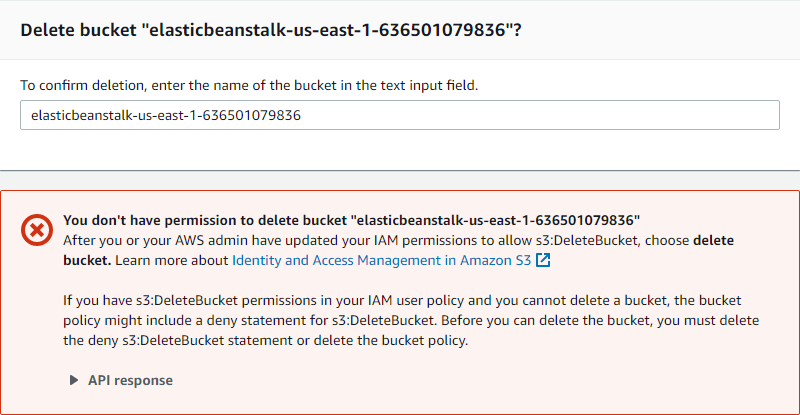 Delete bucket "elasticbeanstalk-us-east-1-636501079836"?
To confirm deletion, enter the name of the bucket in the text input field.
elasticbeanstalk-us-east-1-636501079836
You don't have permission to delete bucket "elasticbeanstalk-us-east-1-636501079836"
After you or your AWS admin have updated your IAM permissions to allow s3:DeleteBucket, choose delete
bucket. Learn more about Identity and Access Management in Amazon S3
If you have s3:DeleteBucket permissions in your IAM user policy and you cannot delete a bucket, the bucket
policy might include a deny statement for s3:DeleteBucket. Before you can delete the bucket, you must delete
the deny s3:DeleteBucket statement or delete the bucket policy.
API response